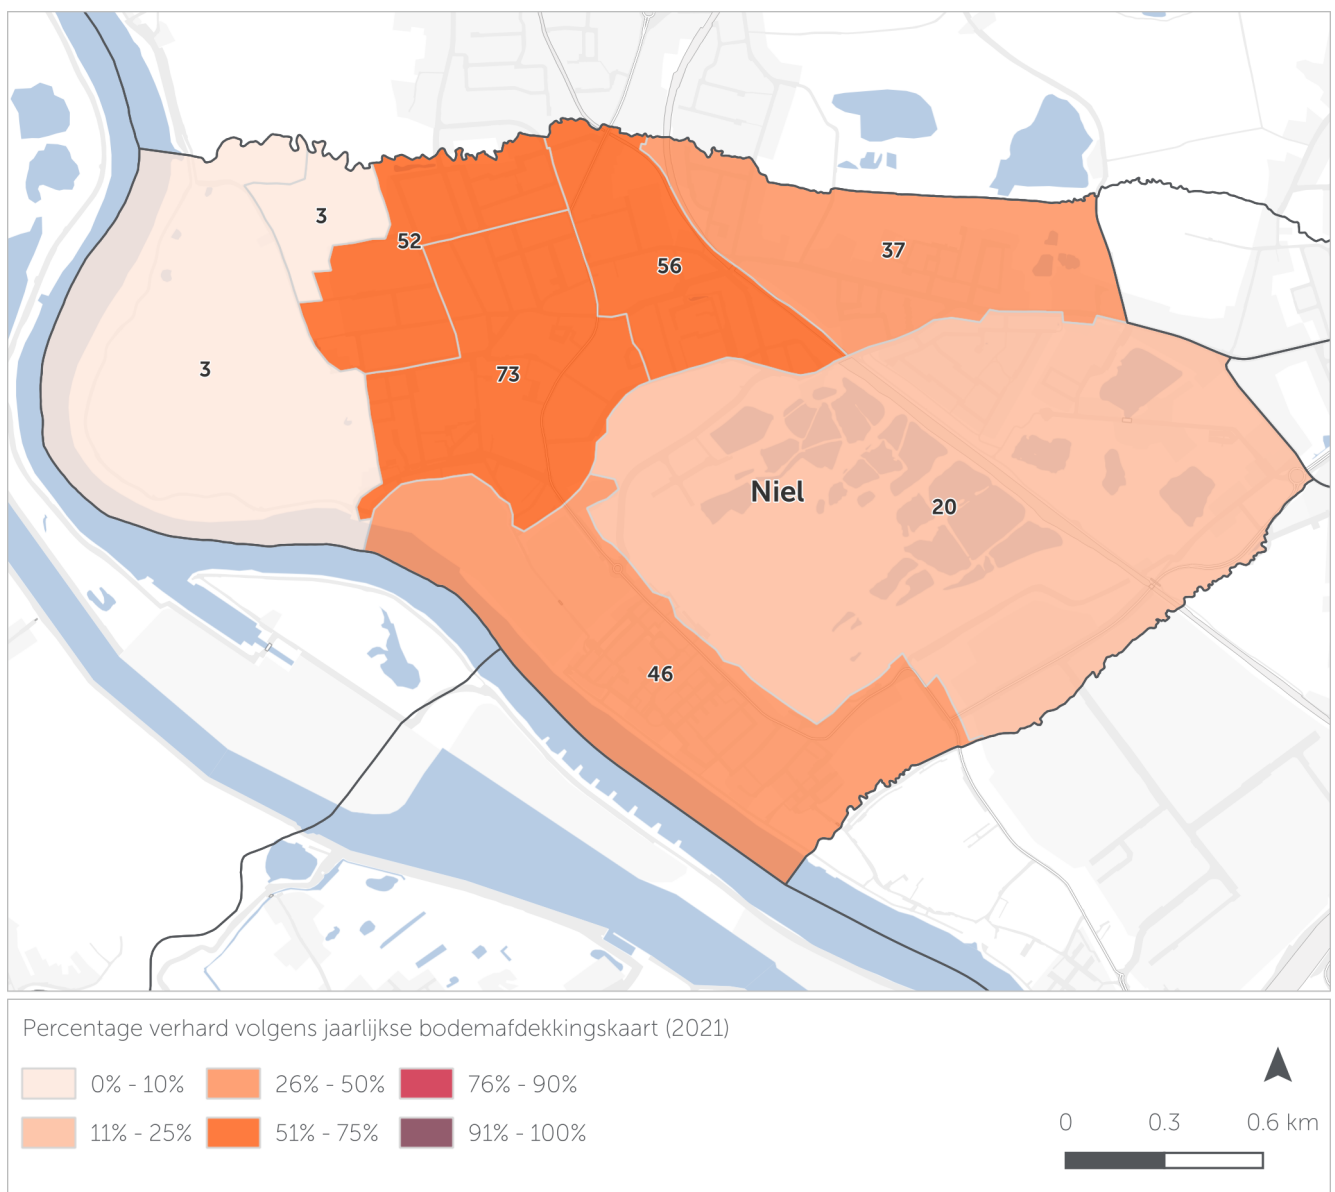 3
52
56
37
3
73
Niel
20
46
Percentage verhard volgens jaarlijkse bodemafdekkingskaart (2021)
0% - 10%
26% - 50%
76% - 90%
11% - 25%
51% - 75%
91% - 100%
0 0.3 0.6 km